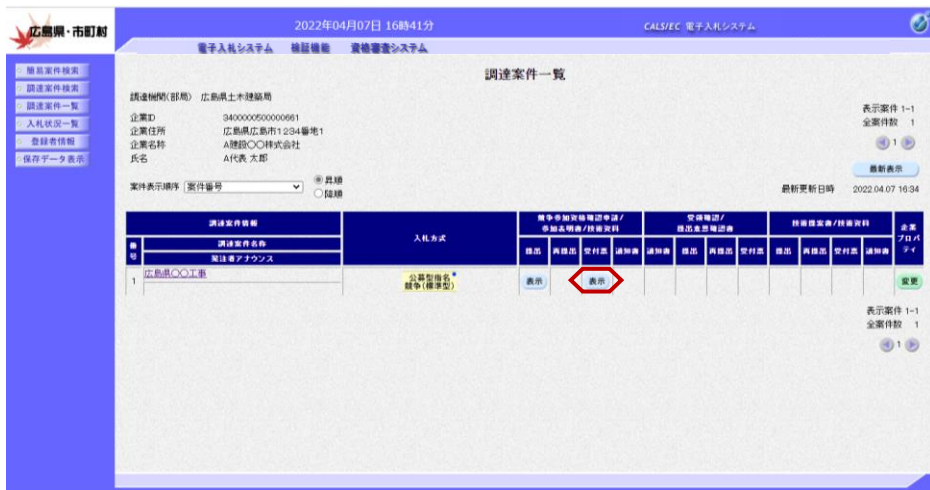 広島県・市町村
2022年04月07日 16時41分
CALS/EC 電子入札システム
電子入札システム 検証機能 資格審査システム
簡易案件検索
調達案件検索
調達案件一覧
入札状況一覧
登録者情報
保存データ表示
調達案件一覧
調達機関(部局) 広島県土木建築局
企業ID 3400000500000661
企業住所 広島県広島市1234番地1
企業名称 A建設〇〇株式会社
氏名 A代表 太郎
表示案件 1-1
全案件数 1
1
最新表示
案件表示順序 案件番号
昇順
降順
最新更新日時 2022.04.07 16:34
調達案件情報
番号
調達案件名称
発注者アナウンス
入札方式
競争参加資格確認申請/
参加表明書/技術資料
提出 再提出 受付票 通知書
受領確認/
提出意思確認書
通知書 提出 再提出 受付票
技術提案書/技術資料
提出 再提出 受付票 通知書
企業
プロパ
ティ
1
広島県〇〇工事
公募型指名
競争(標準型)
表示
表示
変更
表示案件 1-1
全案件数 1
1